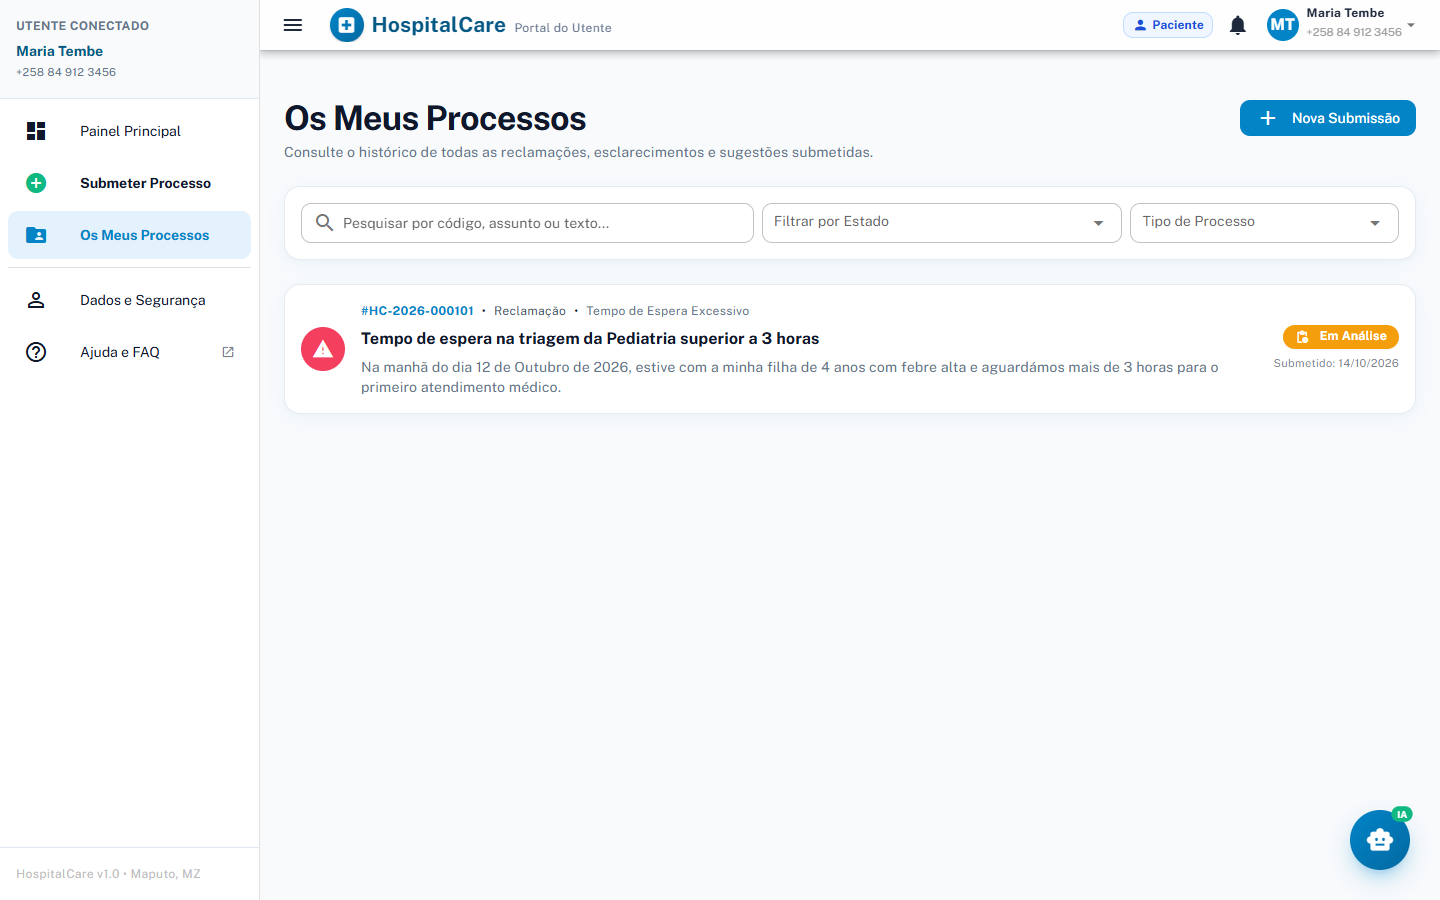 UTENTE CONECTADO
Maria Tembe
+258 84 912 3456
Painel Principal
Submeter Processo
Os Meus Processos
Dados e Segurança
Ajuda e FAQ
HospitalCare v1.0 • Maputo, MZ
HospitalCare Portal do Utente
Paciente
MT
Maria Tembe
+258 84 912 3456
Os Meus Processos
Consulte o histórico de todas as reclamações, esclarecimentos e sugestões submetidas.
Nova Submissão
Pesquisar por código, assunto ou texto...
Filtrar por Estado
Tipo de Processo
#HC-2026-000101 • Reclamação • Tempo de Espera Excessivo
Tempo de espera na triagem da Pediatria superior a 3 horas
Na manhã do dia 12 de Outubro de 2026, estive com a minha filha de 4 anos com febre alta e aguardámos mais de 3 horas para o
primeiro atendimento médico.
Em Análise
Submetido: 14/10/2026
IA